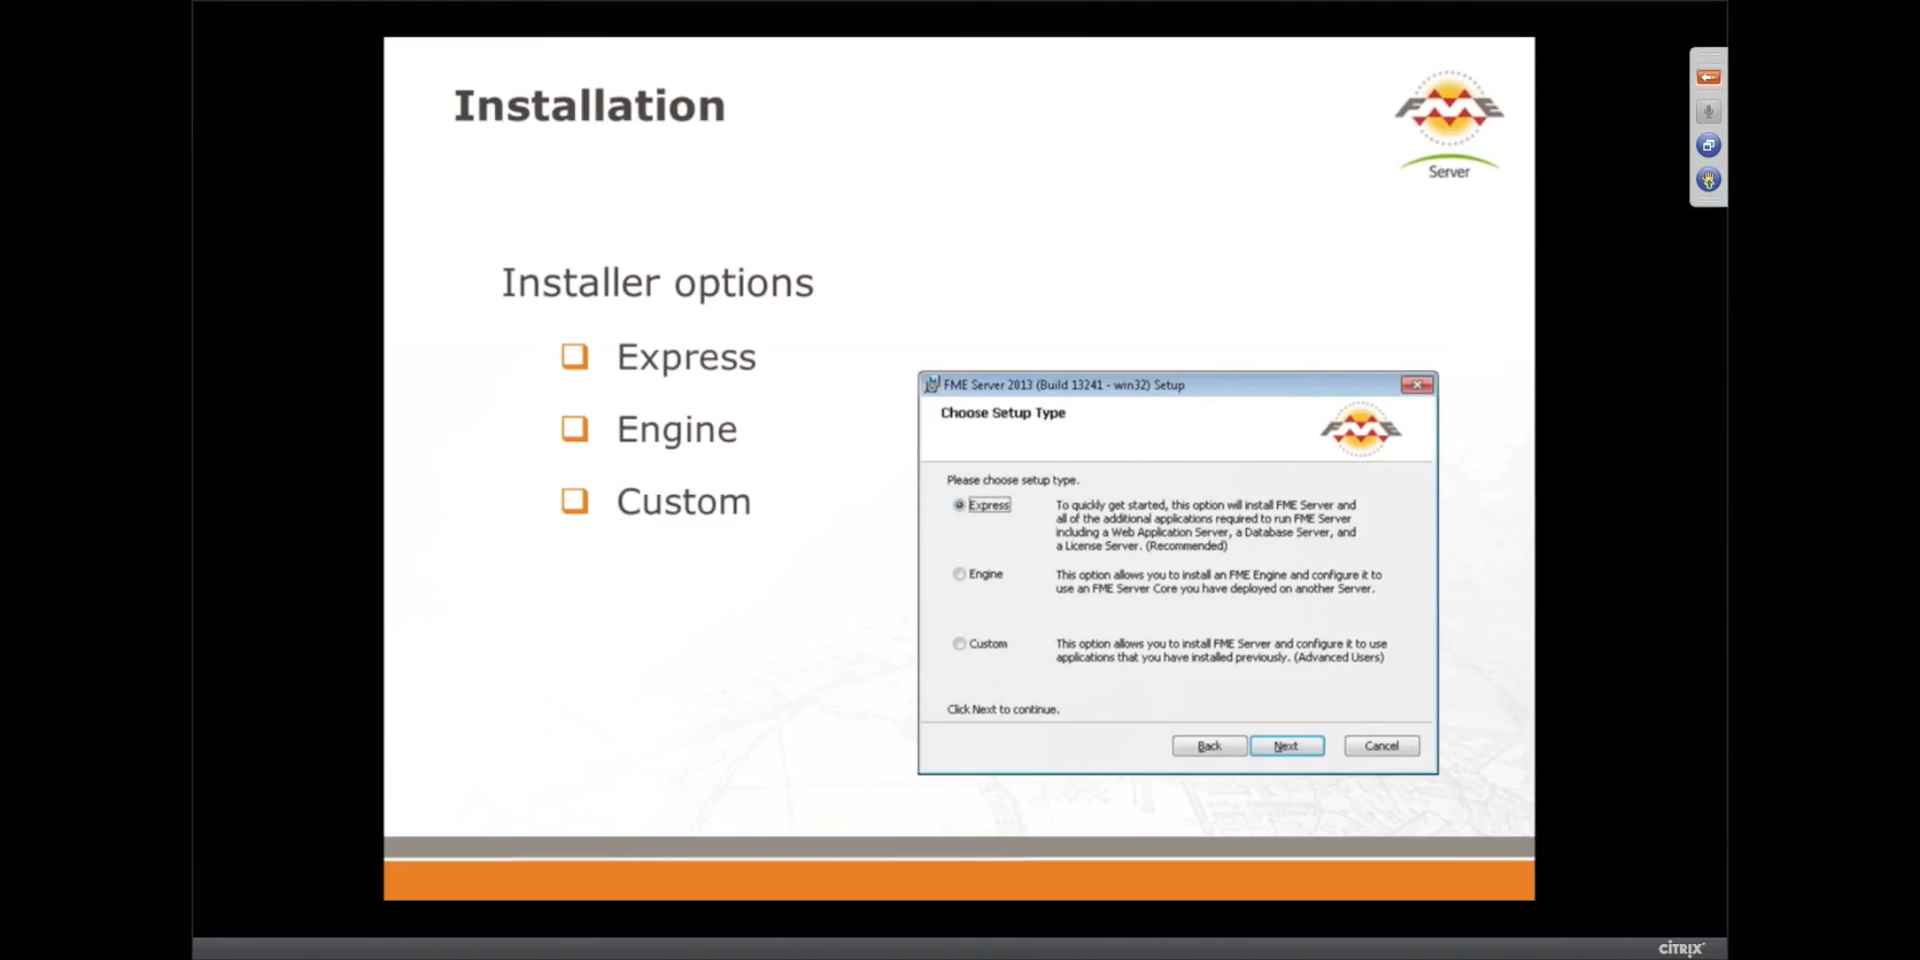 Installation
FME
Server
Installer options
Express
Engine
Custom
FME Server 2013 (Build 13241 - win32) Setup
Choose Setup Type
FME
Please choose setup type.
Express
To quickly get started, this option will install FME Server and
all of the additional applications required to run FME Server
including a Web Application Server, a Database Server, and
a License Server. (Recommended)
Engine
This option allows you to install an FME Engine and configure it to
use an FME Server Core you have deployed on another Server.
Custom
This option allows you to install FME Server and configure it to use
applications that you have installed previously. (Advanced Users)
Click Next to continue.
Back
Next
Cancel
CITRIX